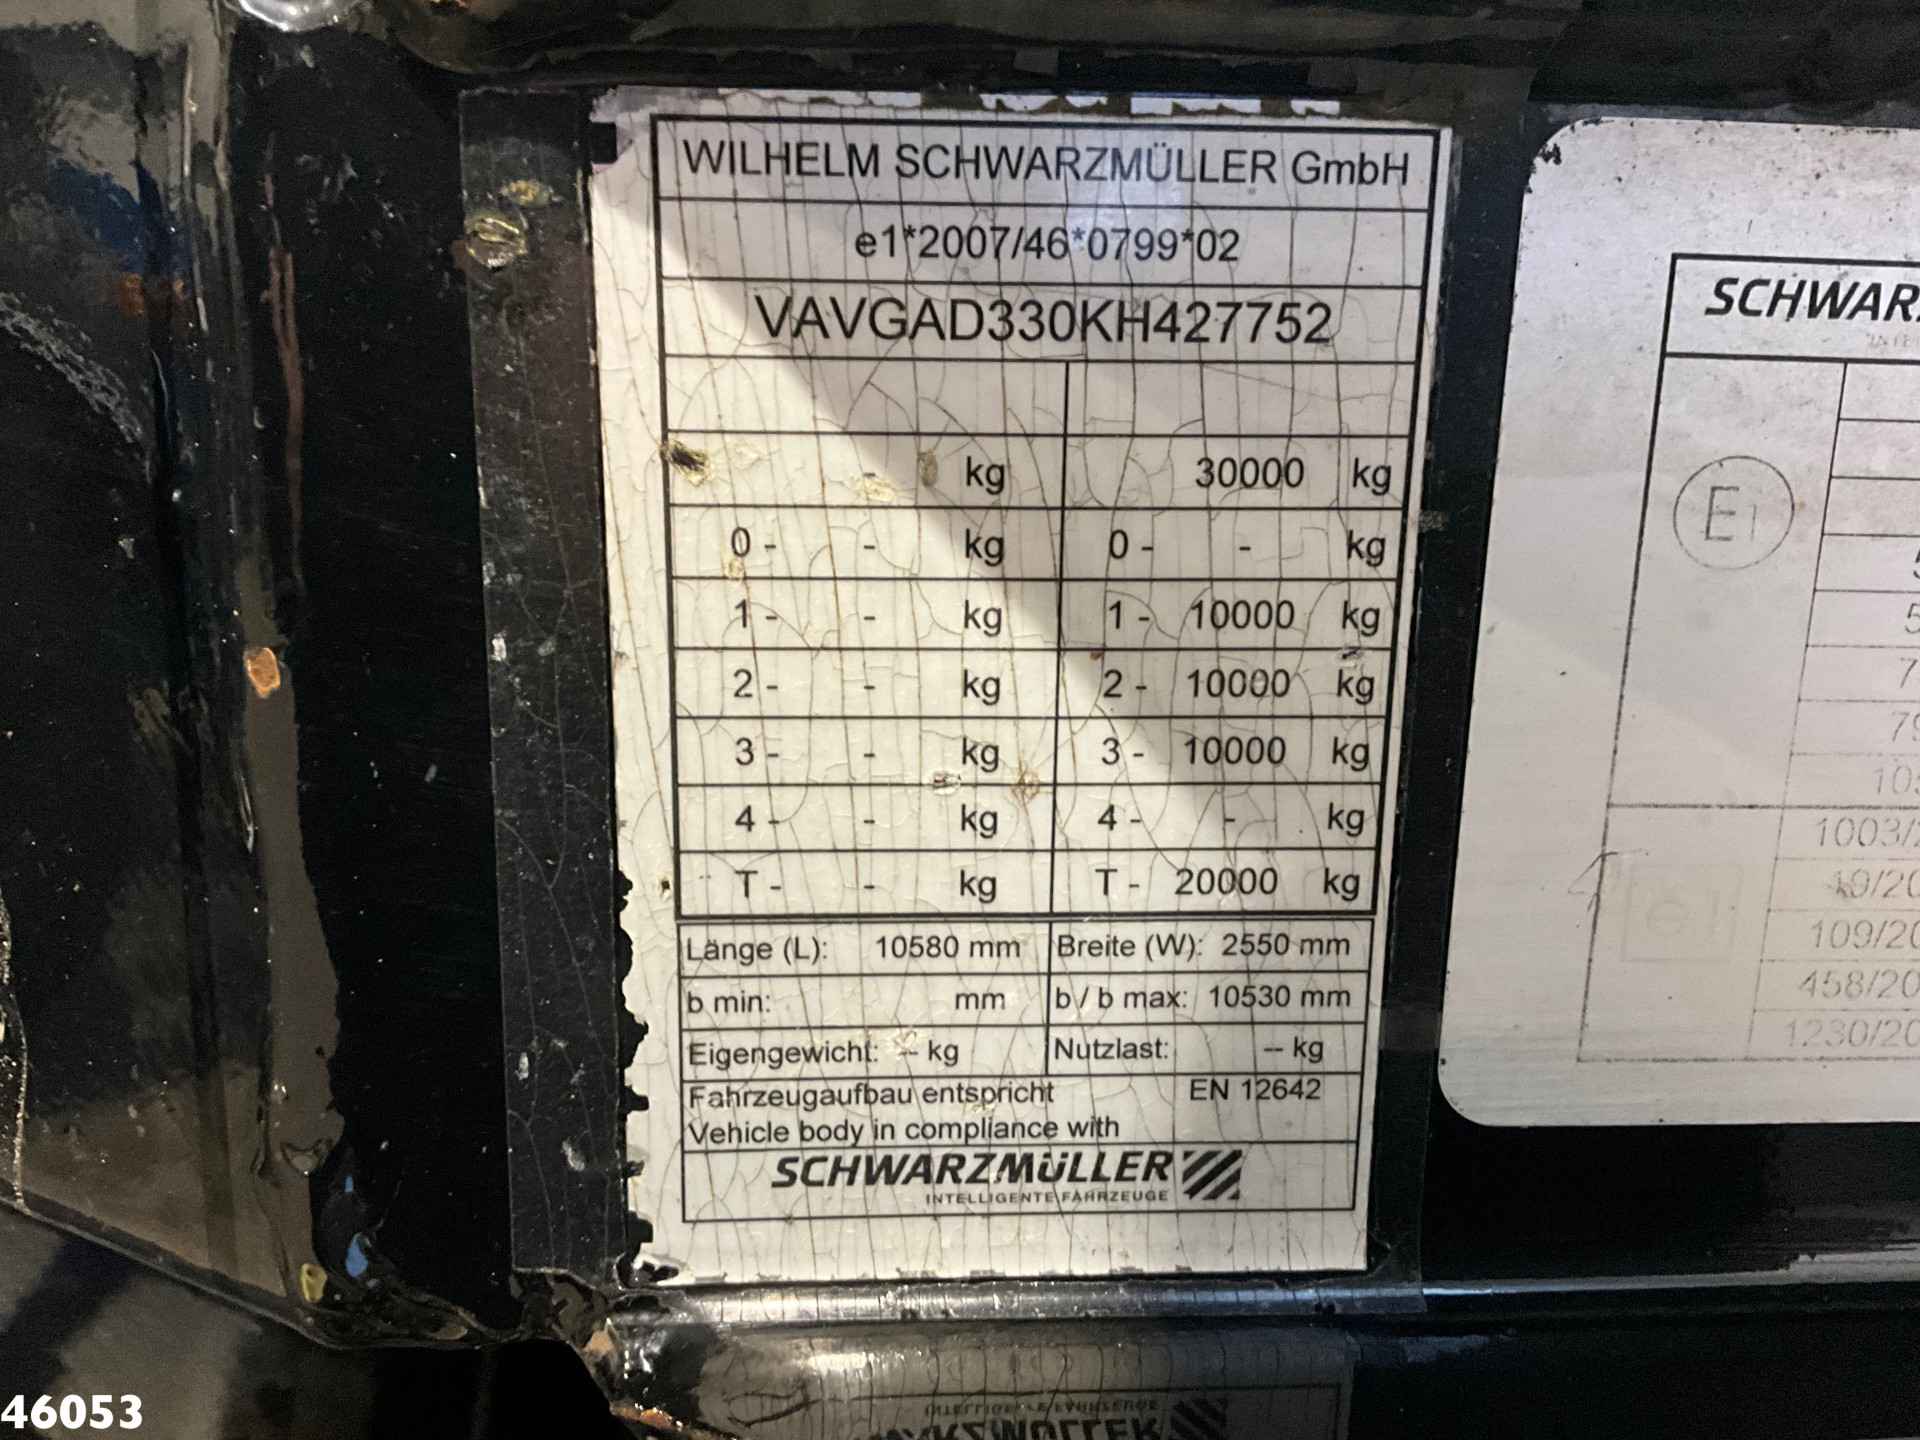 WILHELM SCHWARZMÜLLER GmbH
e1*2007/46*0799*02
VAVGAD330KH427752
- kg 30000 kg
0 - - kg 0 - - kg
1 - - kg 1 - 10000 kg
2 - - kg 2 - 10000 kg
3 - - kg 3 - 10000 kg
4 - - kg 4 - - kg
T - - kg T - 20000 kg
Länge (L): 10580 mm Breite (W): 2550 mm
b min: mm b / b max: 10530 mm
Eigengewicht: -- kg Nutzlast: -- kg
Fahrzeugaufbau entspricht EN 12642
Vehicle body in compliance with
SCHWARZMÜLLER
INTELLIGENTE FAHRZEUGE
E1
1003/2
19/20
109/20
458/20
1230/20
e1
46053